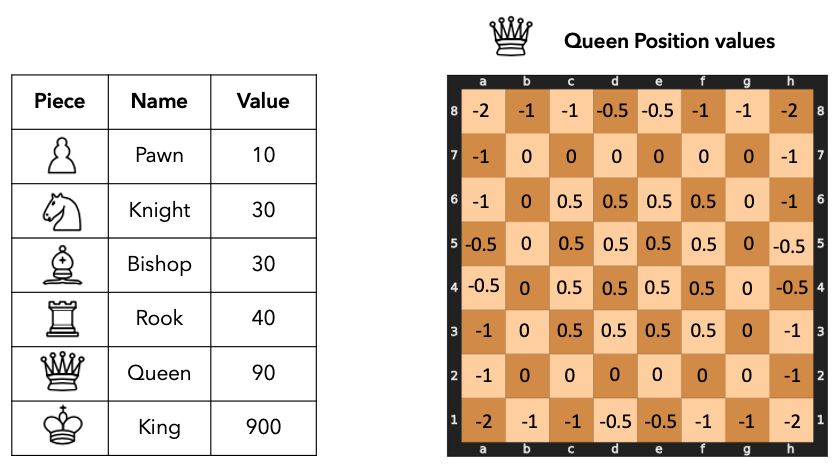 Queen Position values
Piece Name Value
Pawn 10
Knight 30
Bishop 30
Rook 40
Queen 90
King 900
a b c d e f g h
8 -2 -1 -1 -0.5 -0.5 -1 -1 -2 8
7 -1 0 0 0 0 0 0 -1 7
6 -1 0 0.5 0.5 0.5 0.5 0 -1 6
5 -0.5 0 0.5 0.5 0.5 0.5 0 -0.5 5
4 -0.5 0 0.5 0.5 0.5 0.5 0 -0.5 4
3 -1 0 0.5 0.5 0.5 0.5 0 -1 3
2 -1 0 0 0 0 0 0 -1 2
1 -2 -1 -1 -0.5 -0.5 -1 -1 -2 1
a b c d e f g h